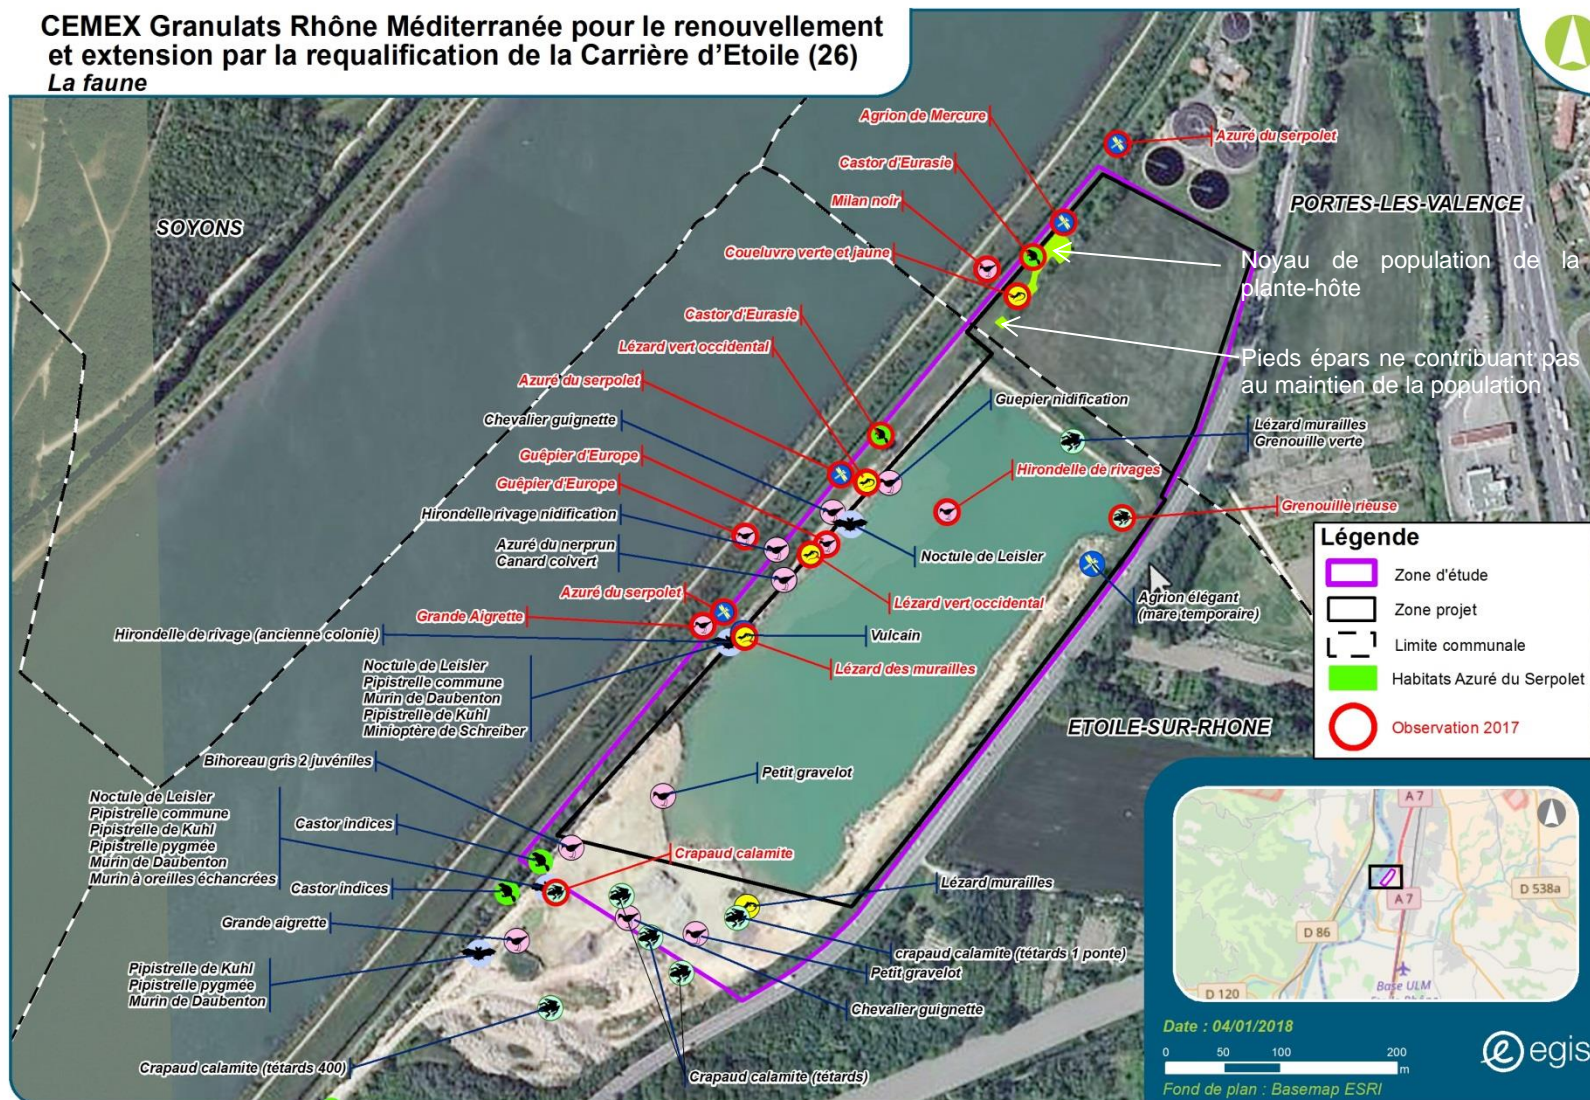 CEMEX Granulats Rhône Méditerranée pour le renouvellement
et extension par la requalification de la Carrière d'Etoile (26)
La faune
Agrion de Mercure
Azuré du serpolet
Castor d'Eurasie
Milan noir
PORTES-LES-VALENCE
SOYONS
Coueluvre verte et jaune
Noyau de population de la
plante-hôte
Castor d'Eurasie
Lézard vert occidental
Pieds épars ne contribuant pas
au maintien de la population
Azuré du serpolet
Guepier nidification
Chevalier guignette
Lézard murailles
Grenouille verte
Guêpier d'Europe
Hirondelle de rivages
Guêpier d'Europe
Grenouille rieuse
Hirondelle rivage nidification
Azuré du nerprun
Canard colvert
Noctule de Leisler
Légende
Zone d'étude
Zone projet
Limite communale
Habitats Azuré du Serpolet
Observation 2017
Azuré du serpolet
Lézard vert occidental
Agrion élégant
(mare temporaire)
Grande Aigrette
Hirondelle de rivage (ancienne colonie)
Vulcain
Lézard des murailles
Noctule de Leisler
Pipistrelle commune
Murin de Daubenton
Pipistrelle de Kuhl
Minioptère de Schreiber
ETOILE-SUR-RHONE
Bihoreau gris 2 juvéniles
Petit gravelot
Noctule de Leisler
Pipistrelle commune
Pipistrelle de Kuhl
Pipistrelle pygmée
Murin de Daubenton
Murin à oreilles échancrées
Castor indices
Crapaud calamite
Castor indices
Lézard murailles
Grande aigrette
crapaud calamite (tétards 1 ponte)
Petit gravelot
Pipistrelle de Kuhl
Pipistrelle pygmée
Murin de Daubenton
Chevalier guignette
Crapaud calamite (tétards 400)
Crapaud calamite (tétards)
A 7
D 538a
A 7
D 86
D 120
Base ULM
Date : 04/01/2018
0 50 100 200
m
egis
Fond de plan : Basemap ESRI